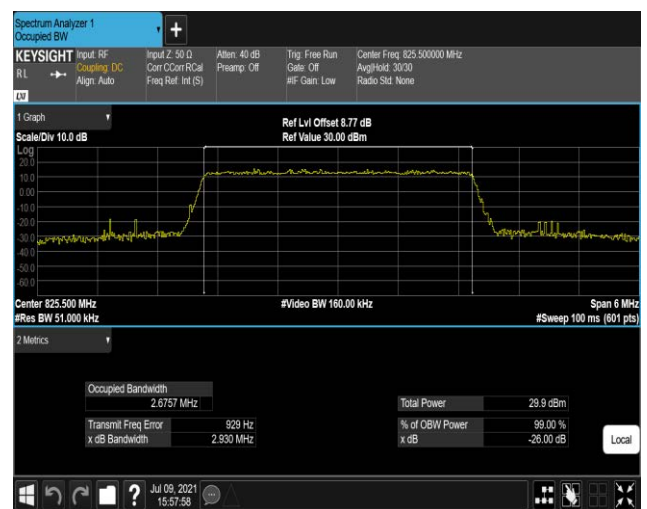 Spectrum Analyzer 1
Occupied BW
KEYSIGHT
RL
LXI
Input: RF
Coupling: DC
Align: Auto
Input Z: 50 Ω
Corr CCorr RCal
Freq Ref: Int (S)
Atten: 40 dB
Preamp: Off
Trig: Free Run
Gate: Off
#IF Gain: Low
Center Freq: 825.500000 MHz
Avg|Hold: 30/30
Radio Std: None
1 Graph
Scale/Div 10.0 dB
Ref Lvl Offset 8.77 dB
Ref Value 30.00 dBm
Log
20.0
10.0
0.00
-10.0
-20.0
-30.0
-40.0
-50.0
-60.0
Center 825.500 MHz
#Video BW 160.00 kHz
Span 6 MHz
#Res BW 51.000 kHz
#Sweep 100 ms (601 pts)
2 Metrics
Occupied Bandwidth
2.6757 MHz
Total Power 29.9 dBm
Transmit Freq Error 929 Hz
% of OBW Power 99.00 %
x dB Bandwidth 2.930 MHz
x dB -26.00 dB
Local
?
Jul 09, 2021
15:57:58